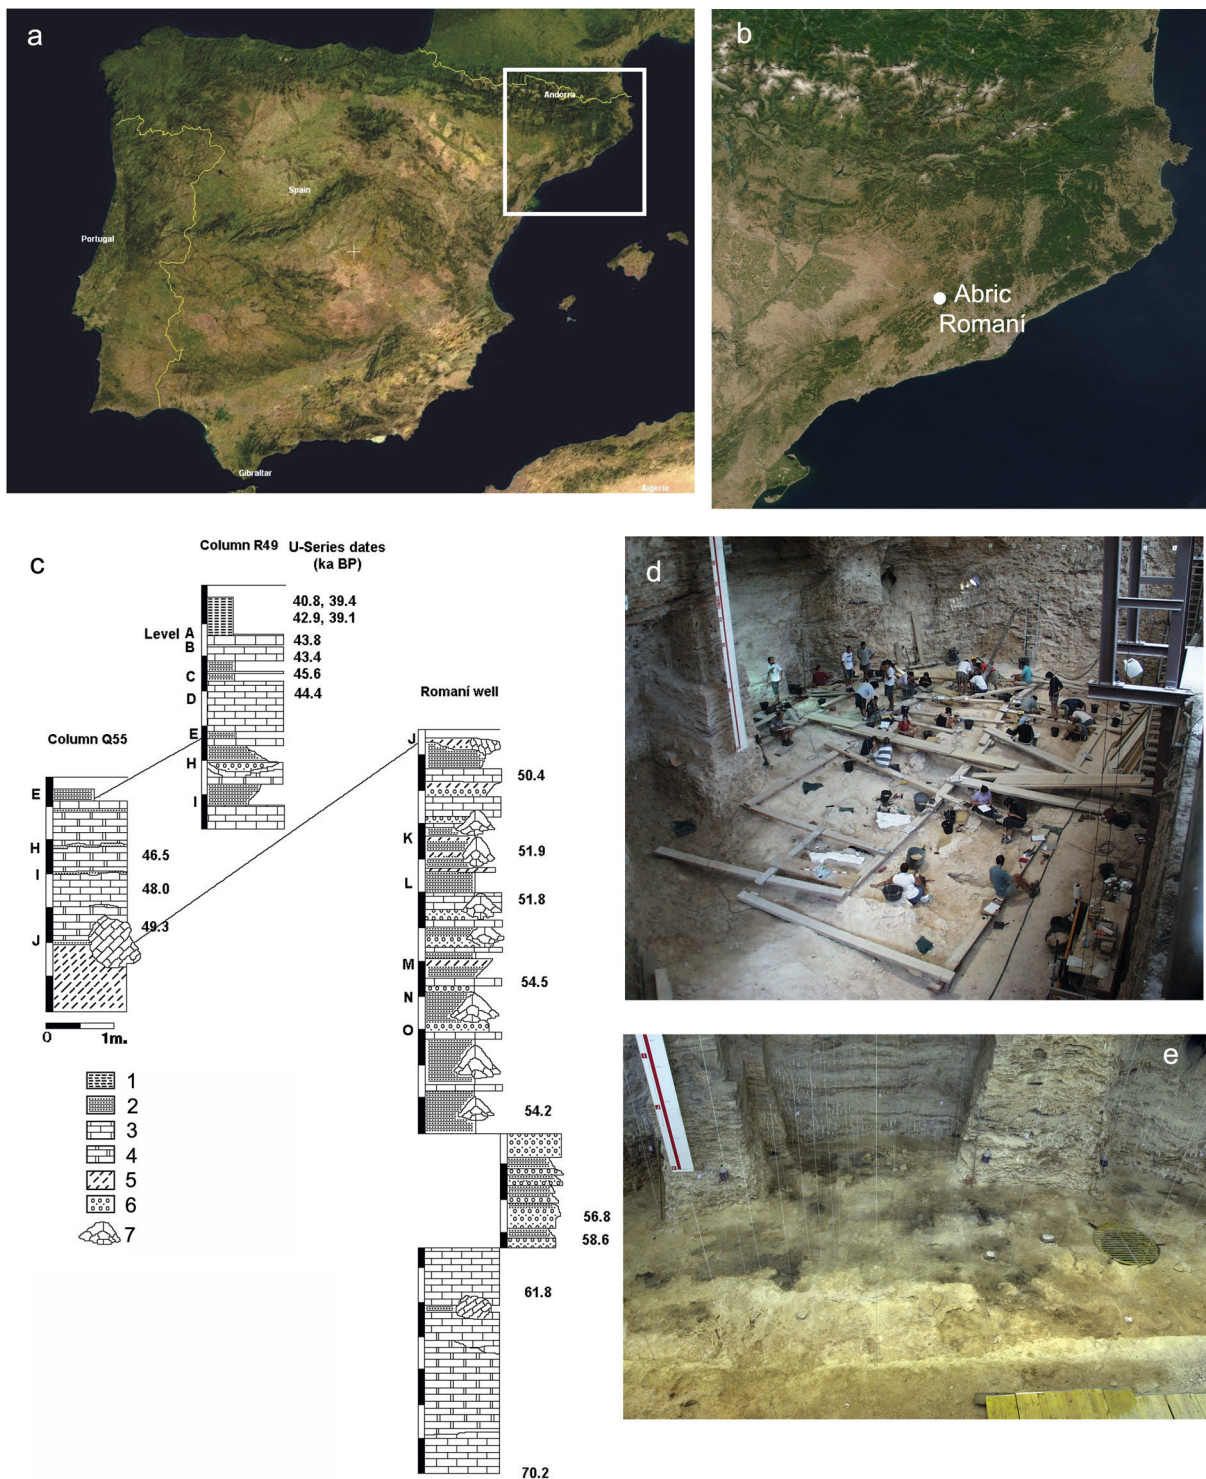 a
Andorra
Spain
Portugal
Gibraltar
Algeria
b
Abric
Romaní
c
Column R49
U-Series dates
(ka BP)
40.8, 39.4
42.9, 39.1
Level A
B
43.8
43.4
C
45.6
D
44.4
E
H
I
Column Q55
E
H
46.5
I
48.0
49.3
J
0
1m.
Romaní well
J
50.4
K
51.9
L
51.8
M
54.5
N
O
54.2
56.8
58.6
61.8
70.2
1
2
3
4
5
6
7
d
e